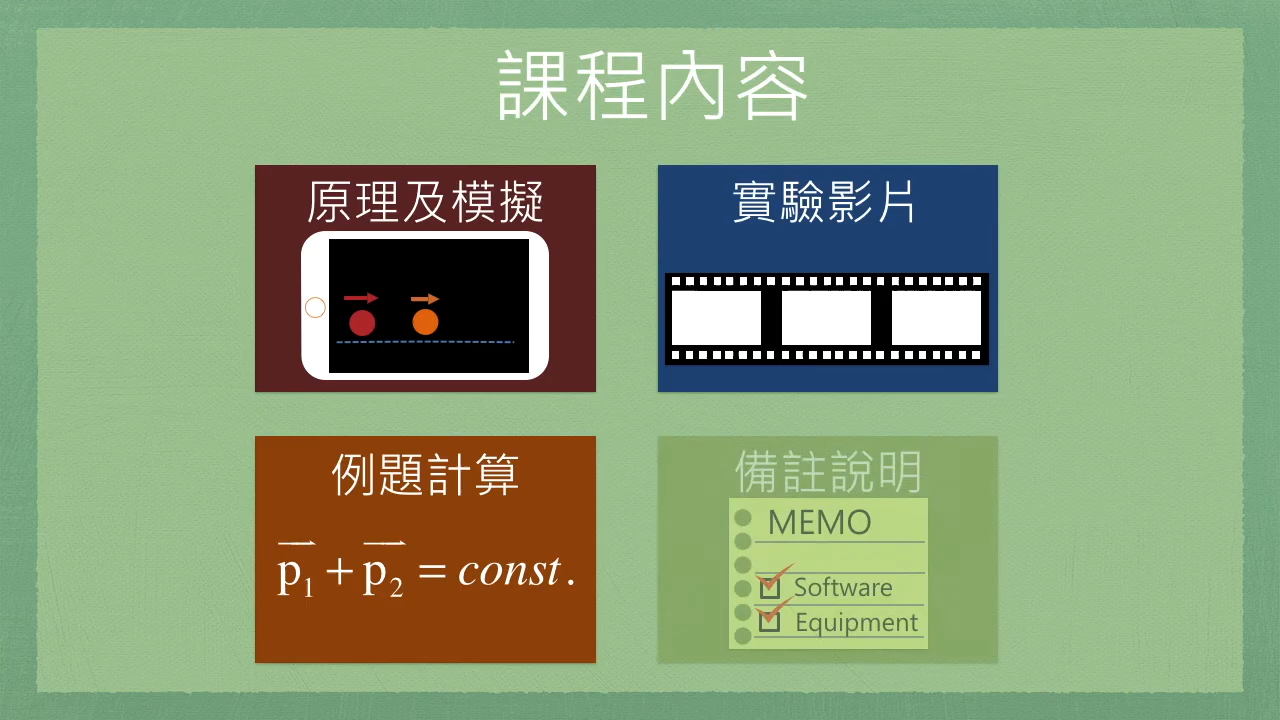 課程內容
原理及模擬
實驗影片
例題計算
p₁ + p₂ = const.
備註說明
MEMO
Software
Equipment